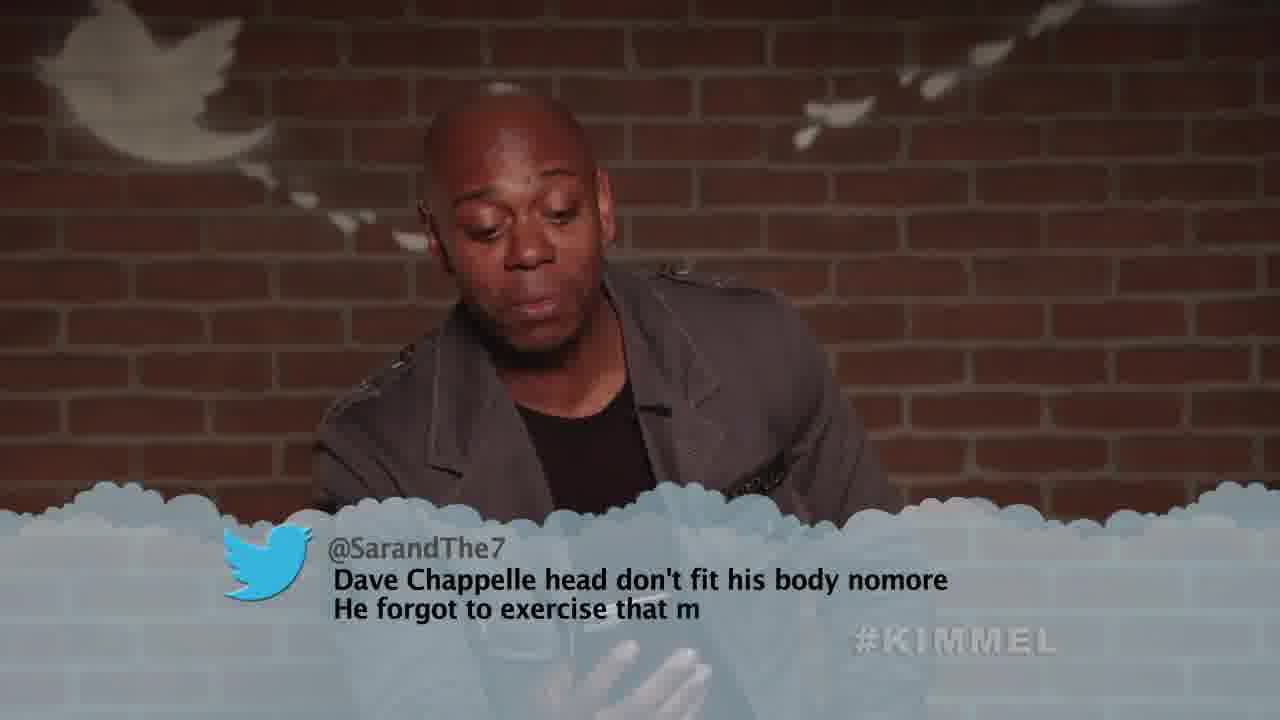 @SarandThe7
Dave Chappelle head don't fit his body nomore
He forgot to exercise that m
#KIMMEL